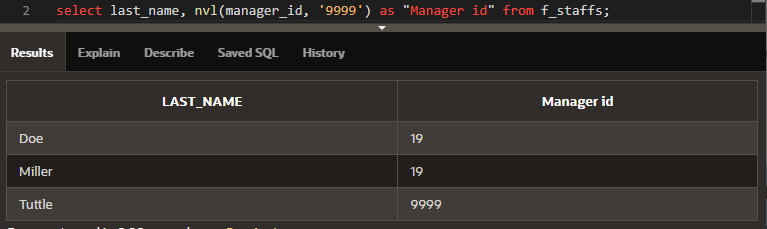 2 select last_name, nvl(manager_id, '9999') as "Manager id" from f_staffs;
Results Explain Describe Saved SQL History
LAST_NAME Manager id
Doe 19
Miller 19
Tuttle 9999